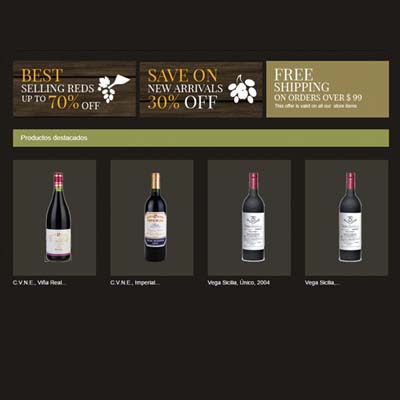 BEST
SELLING REDS
UP TO 70% OFF
SAVE ON
NEW ARRIVALS
30% OFF
FREE
SHIPPING
ON ORDERS OVER $ 99
This offer is valid on all our store items
Productos destacados
C.V.N.E., Viña Real...
C.V.N.E., Imperial...
Vega Sicilia, Único, 2004
Vega Sicilia,...